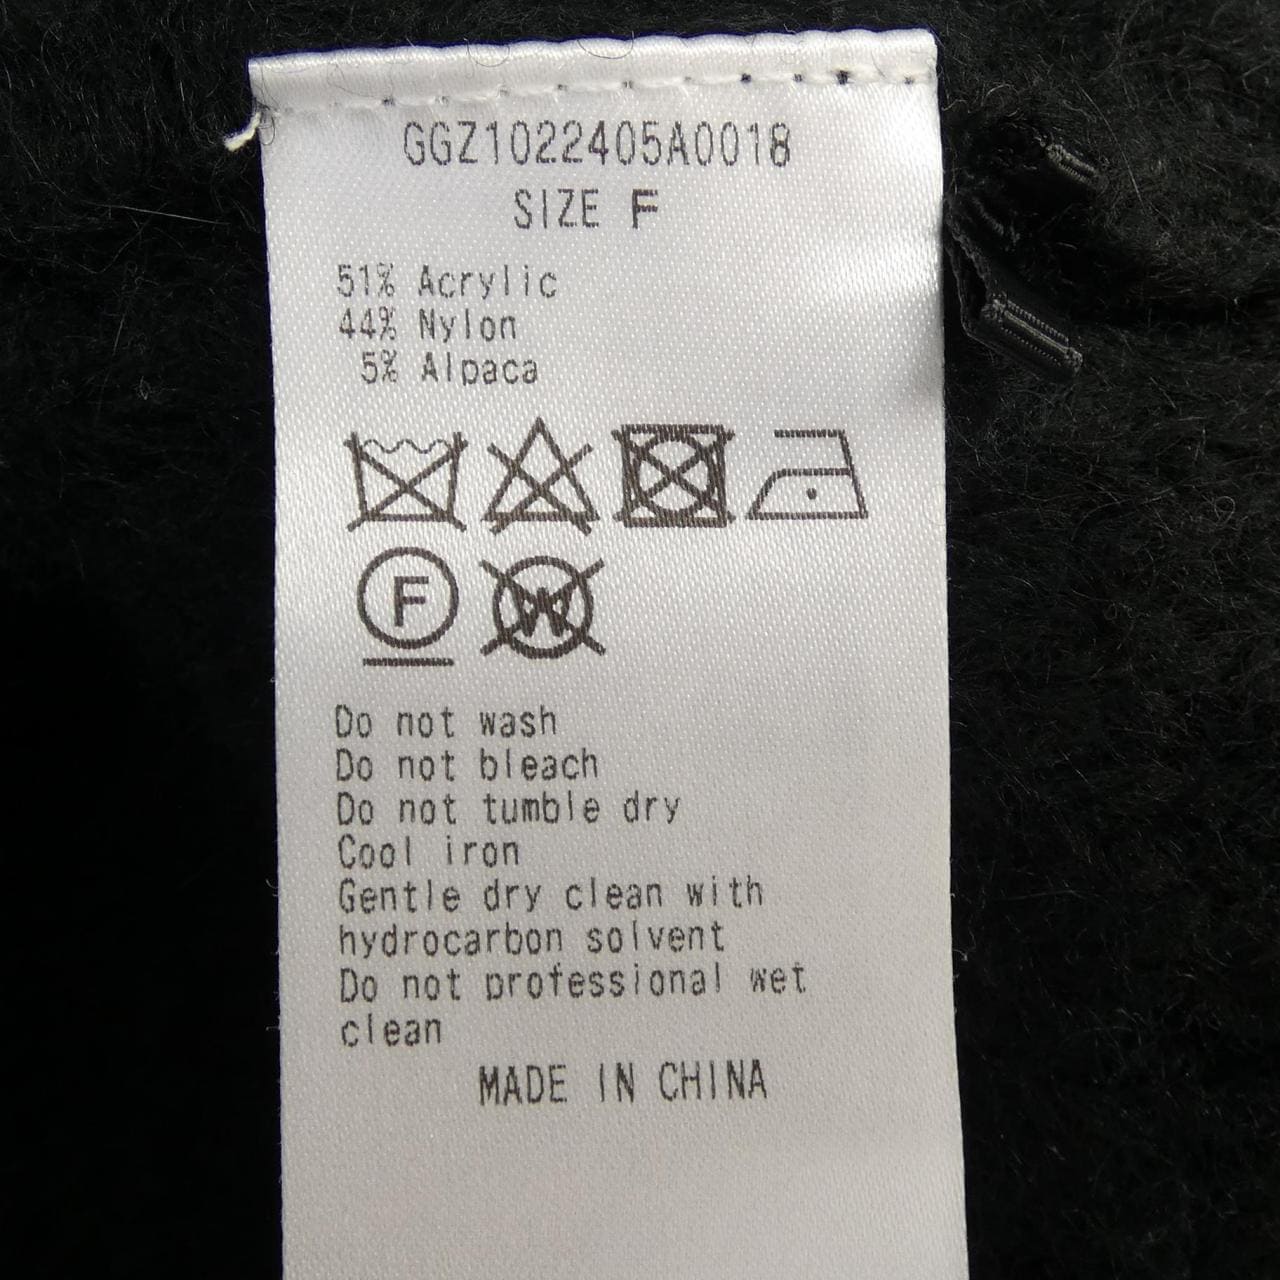 GGZ1022405A0018
SIZE F
51% Acrylic
44% Nylon
5% Alpaca
F W
Do not wash
Do not bleach
Do not tumble dry
Cool iron
Gentle dry clean with
hydrocarbon solvent
Do not professional wet
clean
MADE IN CHINA